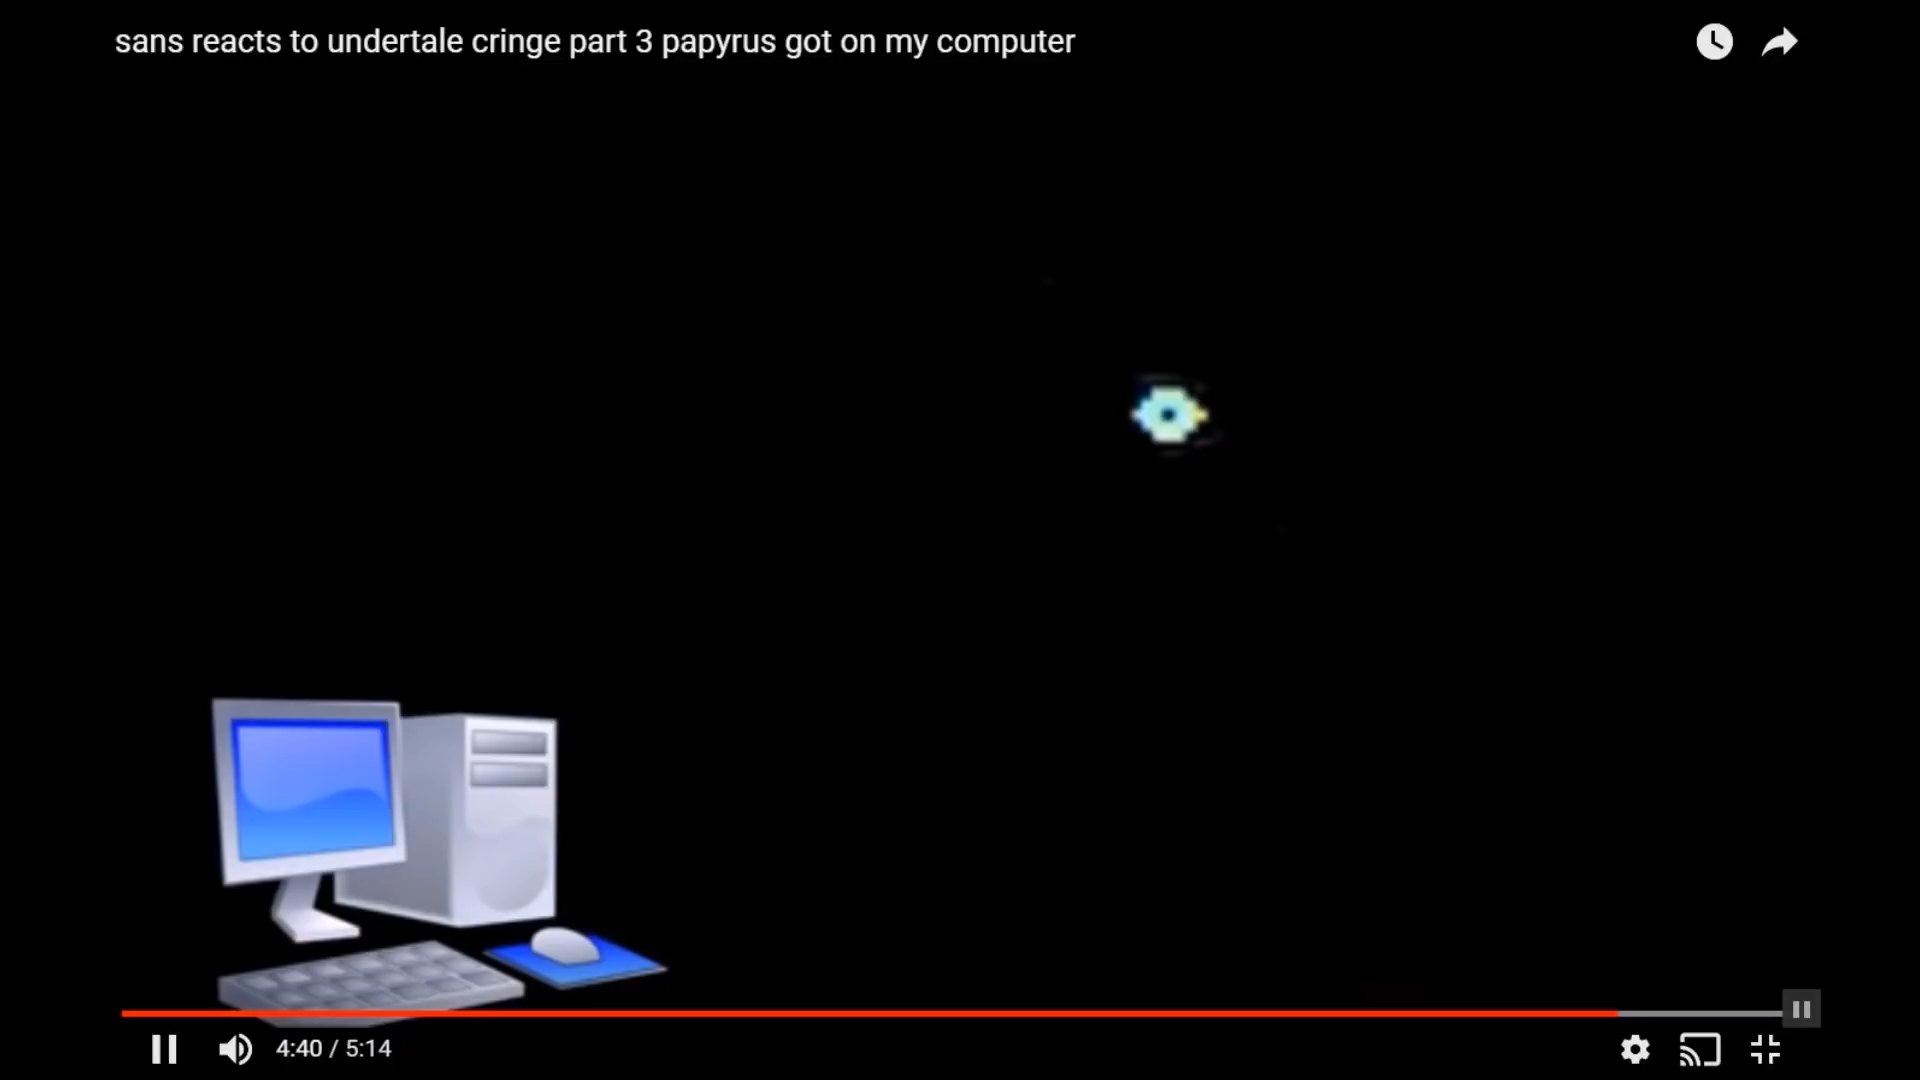 sans reacts to undertale cringe part 3 papyrus got on my computer
4:40 / 5:14